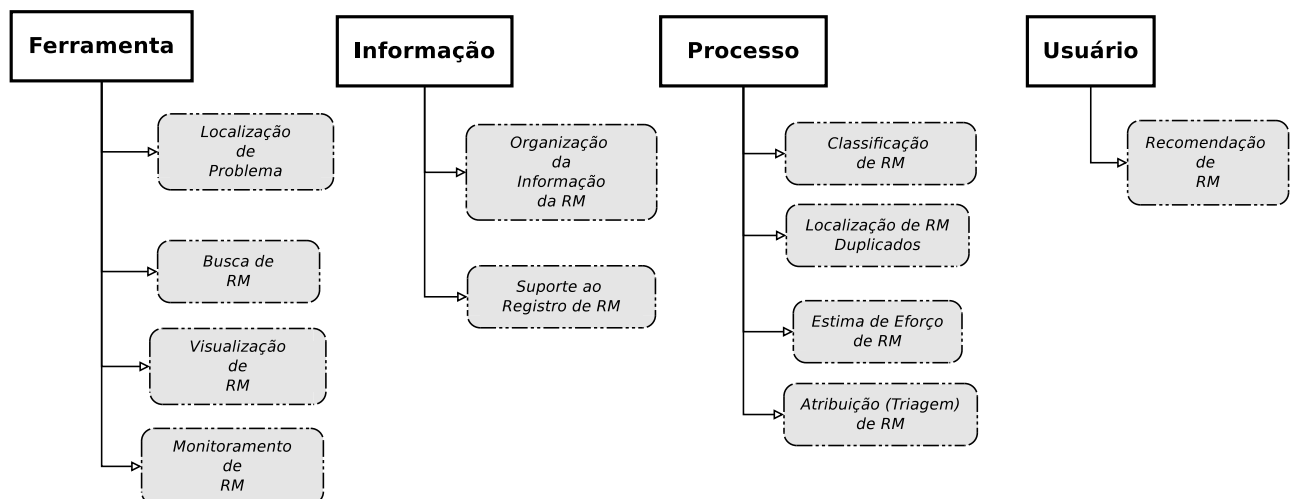 Ferramenta
Localização
de
Problema
Busca de
RM
Visualização
de
RM
Monitoramento
de
RM
Informação
Organização
da
Informação
da RM
Suporte ao
Registro de RM
Processo
Classificação
de RM
Localização de RM
Duplicados
Estima de Eforço
de RM
Atribuição (Triagem)
de RM
Usuário
Recomendação
de
RM